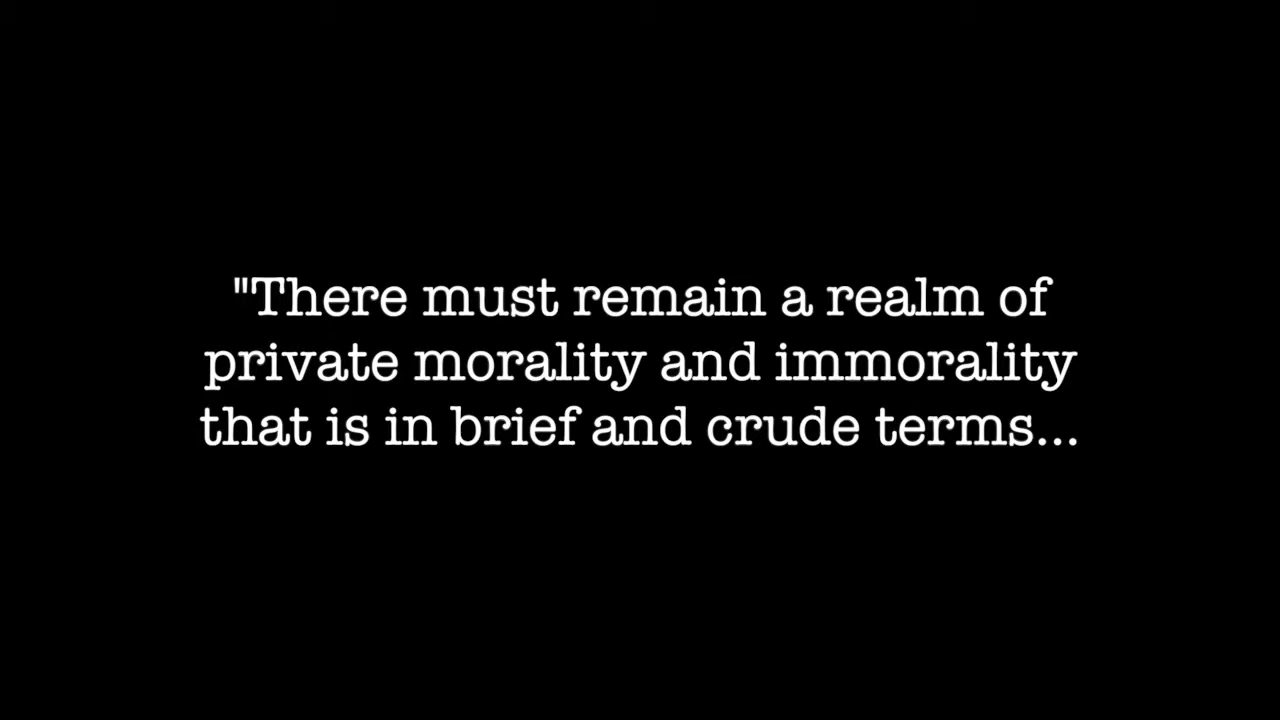 "There must remain a realm of
private morality and immorality
that is in brief and crude terms...